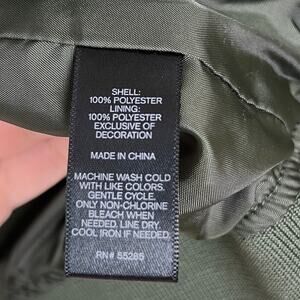 SHELL:
100% POLYESTER
LINING:
100% POLYESTER
EXCLUSIVE OF
DECORATION
MADE IN CHINA
MACHINE WASH COLD
WITH LIKE COLORS.
GENTLE CYCLE.
ONLY NON-CHLORINE
BLEACH WHEN
NEEDED. LINE DRY.
COOL IRON IF NEEDED.
RN# 55285